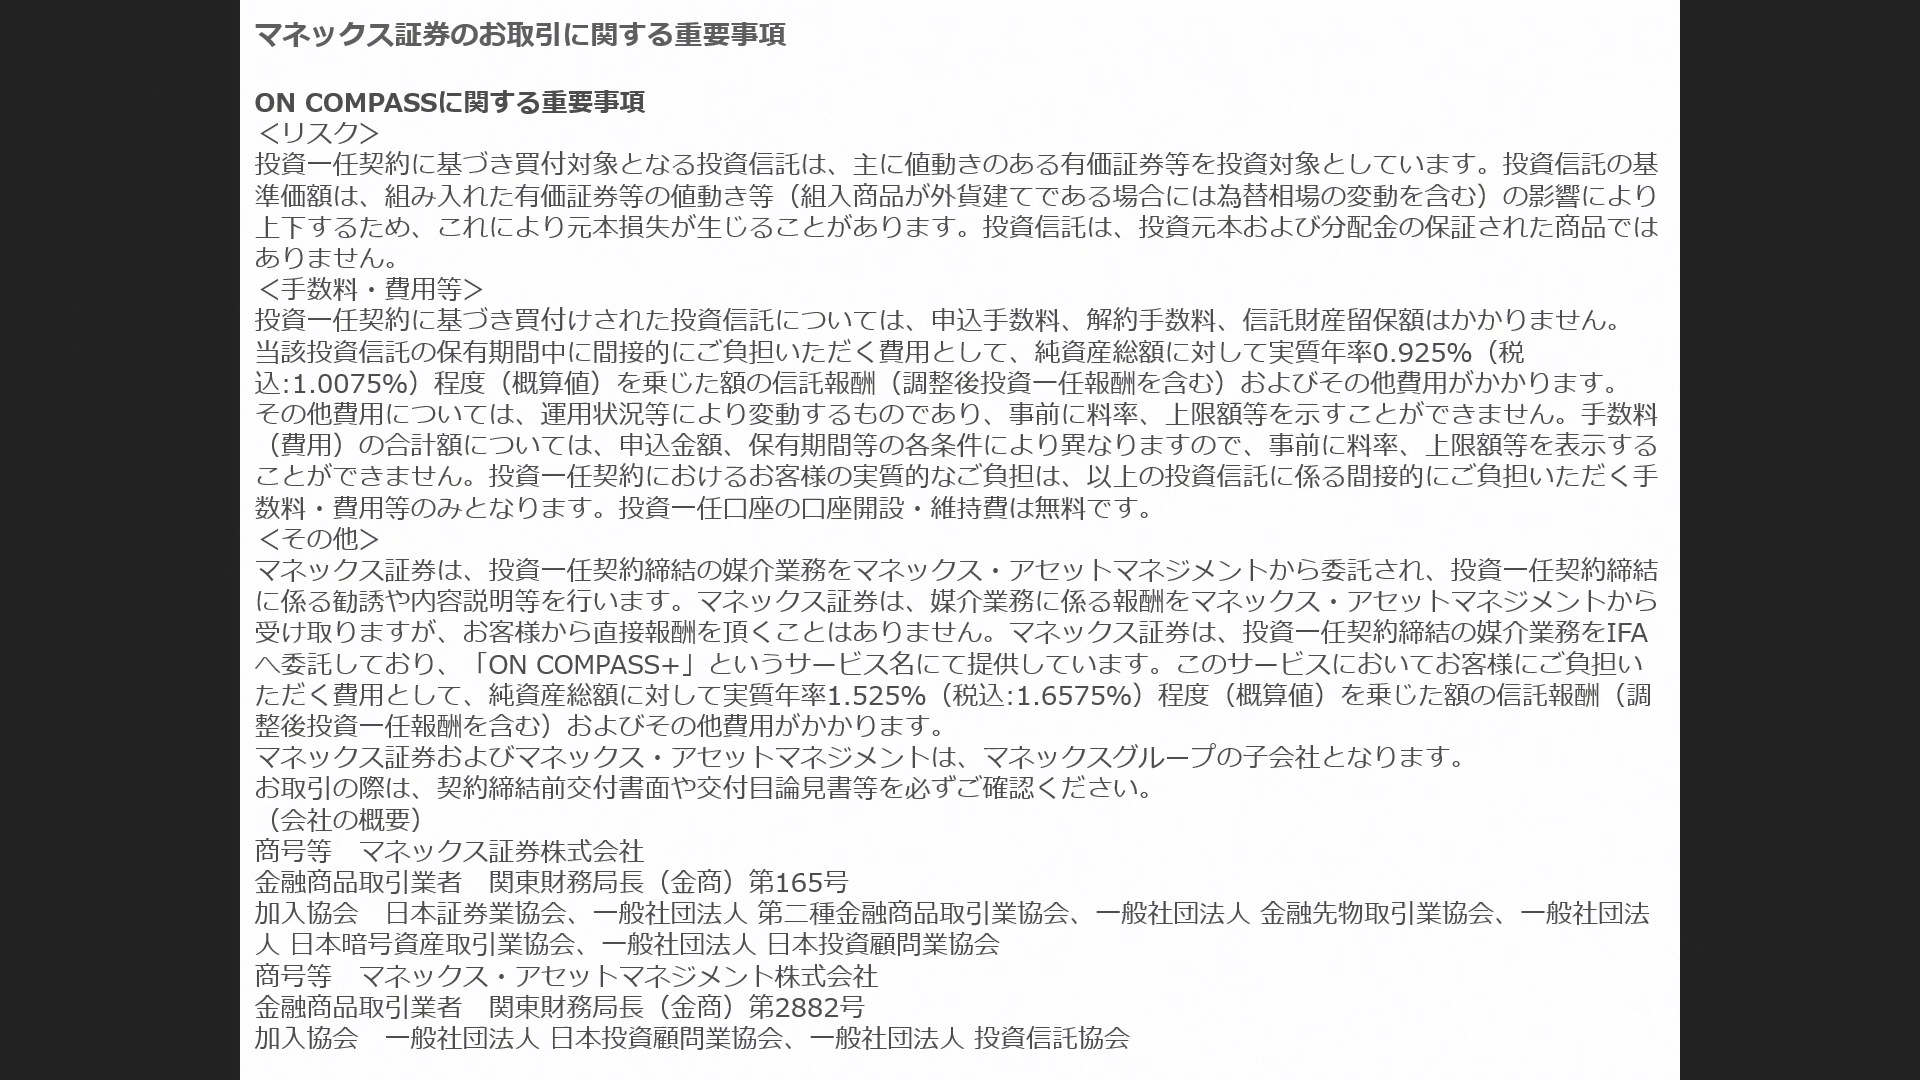 マネックス証券のお取引に関する重要事項
ON COMPASSに関する重要事項
＜リスク＞
投資一任契約に基づき買付対象となる投資信託は、主に値動きのある有価証券等を投資対象としています。投資信託の基
準価額は、組み入れた有価証券等の値動き等（組入商品が外貨建てである場合には為替相場の変動を含む）の影響により
上下するため、これにより元本損失が生じることがあります。投資信託は、投資元本および分配金の保証された商品では
ありません。
＜手数料・費用等＞
投資一任契約に基づき買付けされた投資信託については、申込手数料、解約手数料、信託財産留保額はかかりません。
当該投資信託の保有期間中に間接的にご負担いただく費用として、純資産総額に対して実質年率0.925%（税
込:1.0075%）程度（概算値）を乗じた額の信託報酬（調整後投資一任報酬を含む）およびその他費用がかかります。
その他費用については、運用状況等により変動するものであり、事前に料率、上限額等を示すことができません。手数料
（費用）の合計額については、申込金額、保有期間等の各条件により異なりますので、事前に料率、上限額等を表示する
ことができません。投資一任契約におけるお客様の実質的なご負担は、以上の投資信託に係る間接的にご負担いただく手
数料・費用等のみとなります。投資一任口座の口座開設・維持費は無料です。
＜その他＞
マネックス証券は、投資一任契約締結の媒介業務をマネックス・アセットマネジメントから委託され、投資一任契約締結
に係る勧誘や内容説明等を行います。マネックス証券は、媒介業務に係る報酬をマネックス・アセットマネジメントから
受け取りますが、お客様から直接報酬を頂くことはありません。マネックス証券は、投資一任契約締結の媒介業務をIFA
へ委託しており、「ON COMPASS+」というサービス名にて提供しています。このサービスにおいてお客様にご負担い
ただく費用として、純資産総額に対して実質年率1.525%（税込:1.6575%）程度（概算値）を乗じた額の信託報酬（調
整後投資一任報酬を含む）およびその他費用がかかります。
マネックス証券およびマネックス・アセットマネジメントは、マネックスグループの子会社となります。
お取引の際は、契約締結前交付書面や交付目論見書等を必ずご確認ください。
（会社の概要）
商号等　マネックス証券株式会社
金融商品取引業者　関東財務局長（金商）第165号
加入協会　日本証券業協会、一般社団法人 第二種金融商品取引業協会、一般社団法人 金融先物取引業協会、一般社団法
人 日本暗号資産取引業協会、一般社団法人 日本投資顧問業協会
商号等　マネックス・アセットマネジメント株式会社
金融商品取引業者　関東財務局長（金商）第2882号
加入協会　一般社団法人 日本投資顧問業協会、一般社団法人 投資信託協会